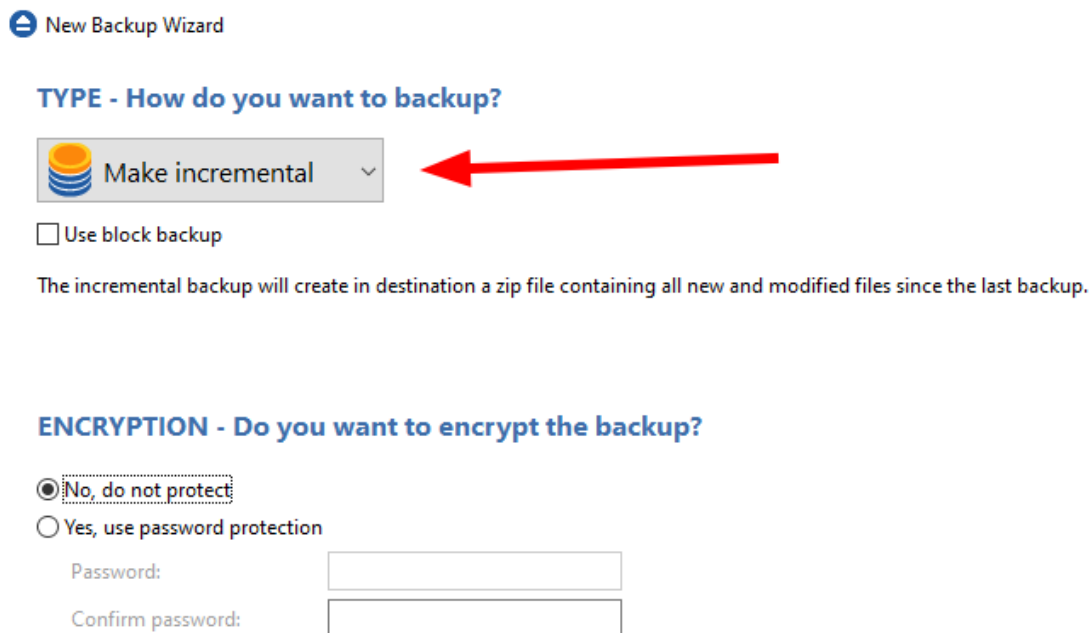 New Backup Wizard
TYPE - How do you want to backup?
Make incremental
Use block backup
The incremental backup will create in destination a zip file containing all new and modified files since the last backup.
ENCRYPTION - Do you want to encrypt the backup?
No, do not protect
Yes, use password protection
Password:
Confirm password: